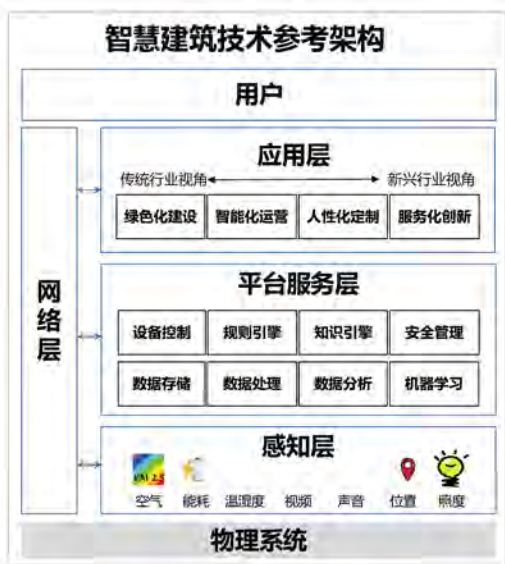 智慧建筑技术参考架构
用户
应用层
传统行业视角 新兴行业视角
绿色化建设 智能化运营 人性化定制 服务化创新
网络层
平台服务层
设备控制 规则引擎 知识引擎 安全管理
数据存储 数据处理 数据分析 机器学习
感知层
空气 能耗 温湿度 视频 声音 位置 照度
物理系统